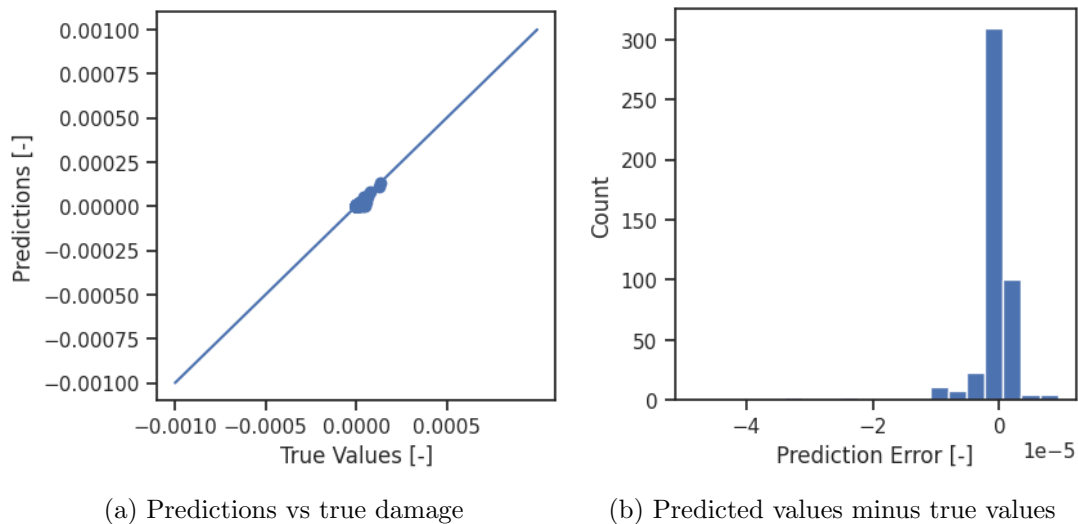 0.00100
0.00075
0.00050
0.00025
0.00000
−0.00025
−0.00050
−0.00075
−0.00100
Predictions [-]
−0.0010 −0.0005 0.0000 0.0005
True Values [-]
(a) Predictions vs true damage
300
250
200
150
100
50
0
Count
−4 −2 0
1e−5
Prediction Error [-]
(b) Predicted values minus true values